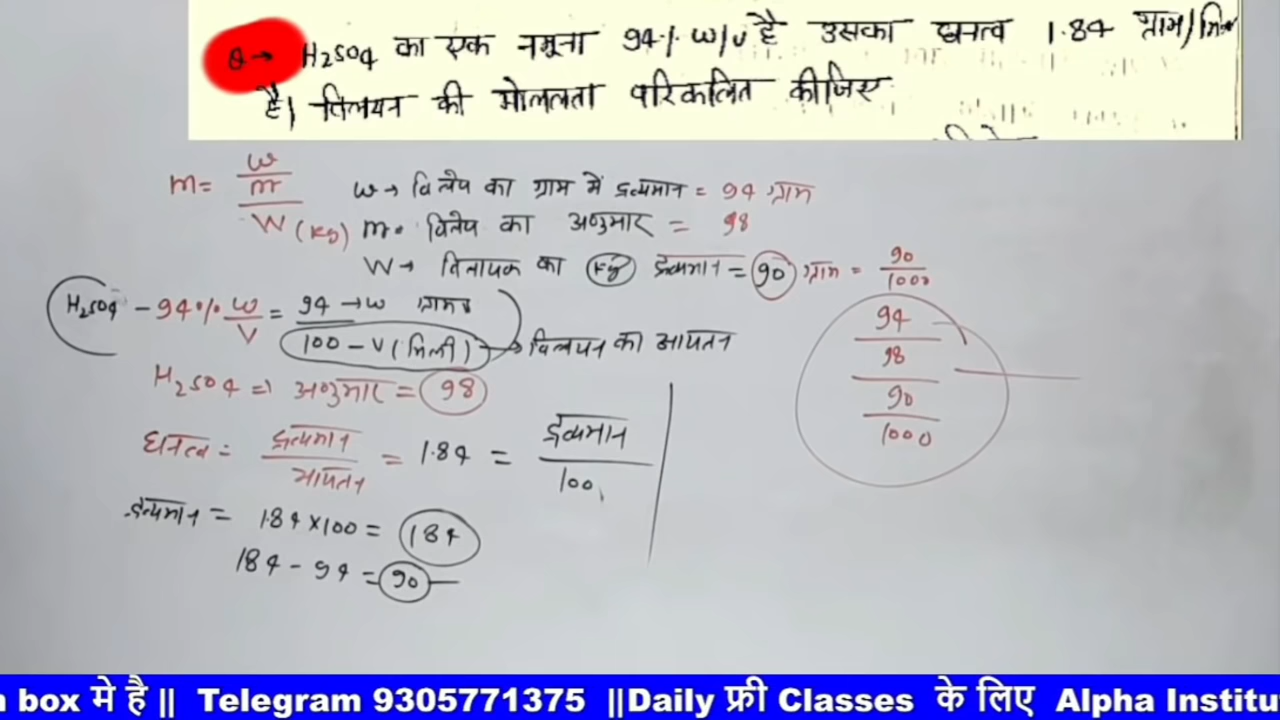 Q → H₂SO₄ का एक नमूना 94% W/V है उसका घनत्व 1.84 ग्राम/मिली
है। विलयन की मोललता परिकलित कीजिए
m = w/m / W (Kg)
w → विलेय का ग्राम में द्रव्यमान = 94 ग्राम
m • विलेय का अणुभार = 98
W → विलायक का (Kg) द्रव्यमान = 90 ग्राम = 90/1000
H₂SO₄ - 94% W/V = 94 → w ग्राम
100 - V (मिली) → विलयन का आयतन
94
98
90
1000
H₂SO₄ ⇒ अणुभार = 98
घनत्व = द्रव्यमान/आयतन = 1.84 = द्रव्यमान/100
द्रव्यमान = 1.84 × 100 = 184
184 - 94 = 90
box मे है || Telegram 9305771375 ||Daily फ्री Classes के लिए Alpha Institu